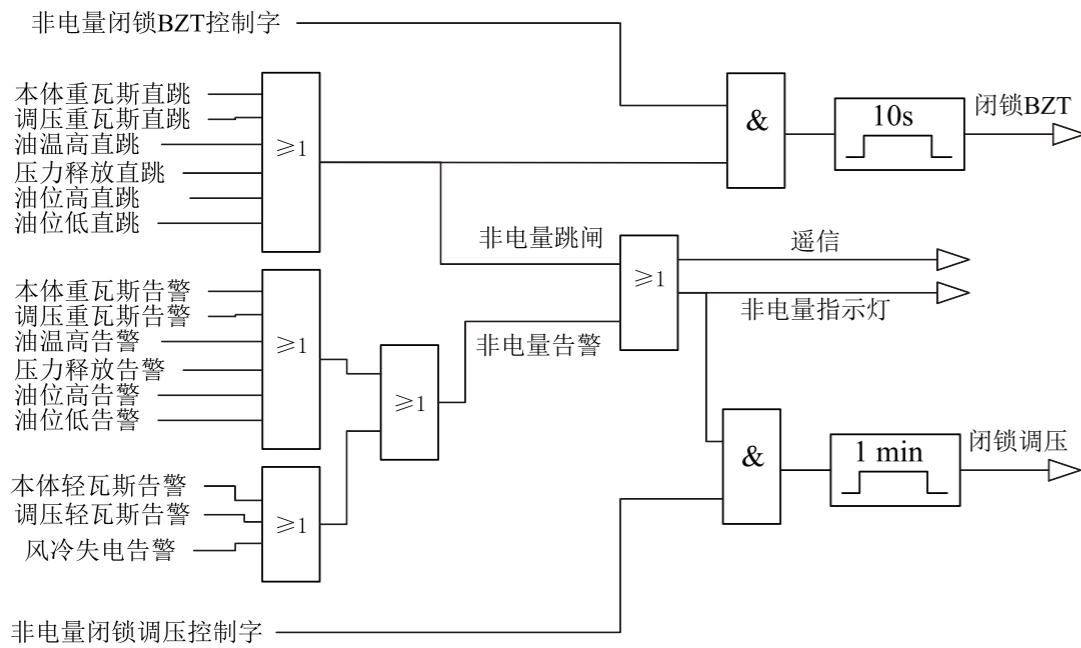 非电量闭锁BZT控制字
本体重瓦斯直跳
调压重瓦斯直跳
油温高直跳
压力释放直跳
油位高直跳
油位低直跳
≥1
&
10s
闭锁BZT
非电量跳闸
≥1
遥信
非电量指示灯
本体重瓦斯告警
调压重瓦斯告警
油温高告警
压力释放告警
油位高告警
油位低告警
≥1
≥1
非电量告警
本体轻瓦斯告警
调压轻瓦斯告警
风冷失电告警
≥1
&
1 min
闭锁调压
非电量闭锁调压控制字